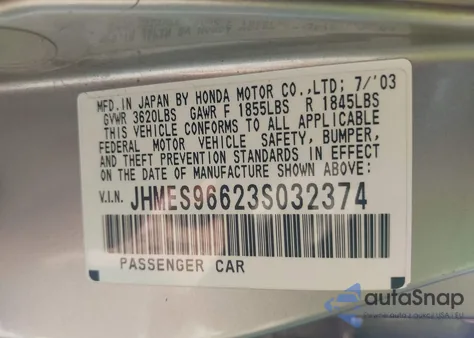 MFD. IN JAPAN BY HONDA MOTOR CO.,LTD; 7/'03
GVWR 3620LBS GAWR F 1855LBS R 1845LBS
THIS VEHICLE CONFORMS TO ALL APPLICABLE
FEDERAL MOTOR VEHICLE SAFETY, BUMPER,
AND THEFT PREVENTION STANDARDS IN EFFECT
ON THE DATE OF MANUFACTURE SHOWN ABOVE:
V.I.N. JHMES96623S032374
PASSENGER CAR
autoSnap